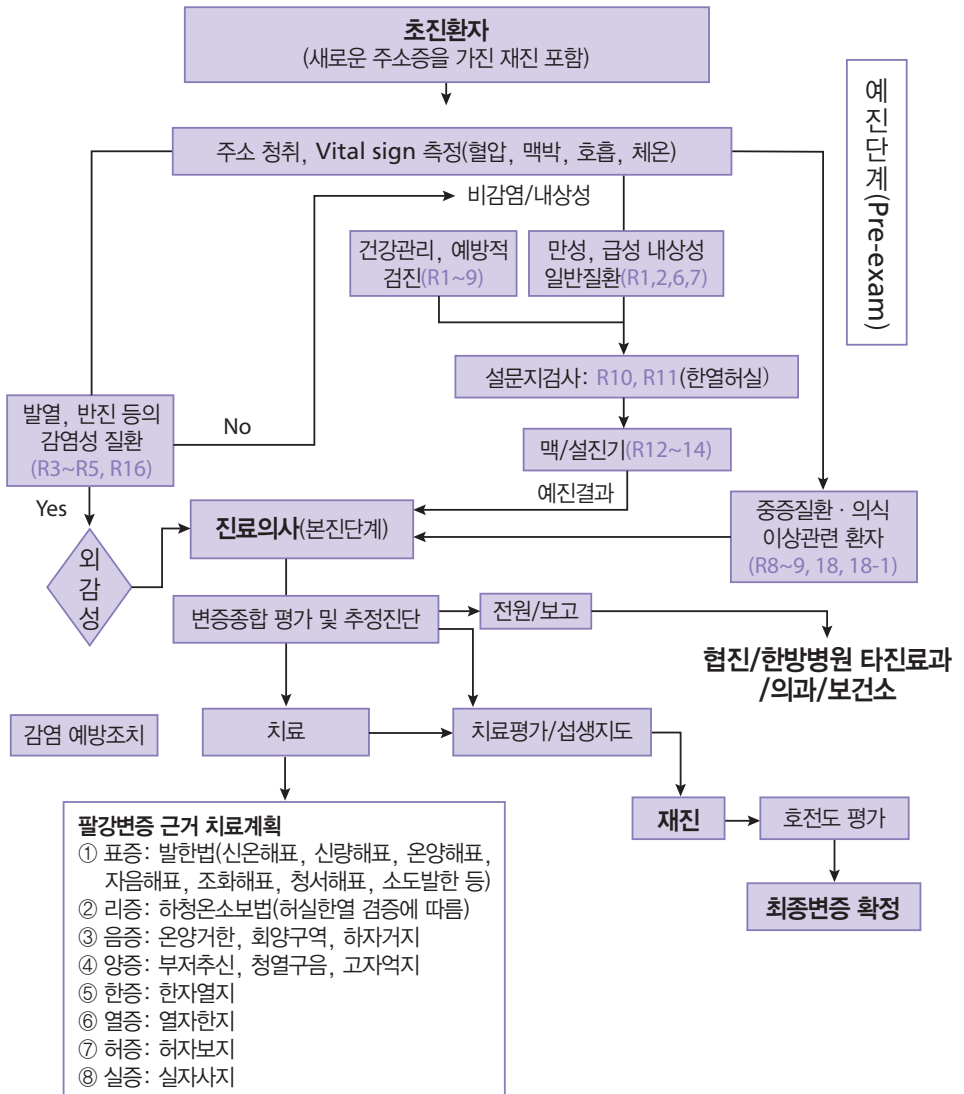 초진환자
(새로운 주소증을 가진 재진 포함)
예진단계(Pre-exam)
주소 청취, Vital sign 측정(혈압, 맥박, 호흡, 체온)
비감염/내상성
건강관리, 예방적
검진(R1~9)
만성, 급성 내상성
일반질환(R1,2,6,7)
설문지검사: R10, R11(한열허실)
발열, 반진 등의
감염성 질환
(R3~R5, R16)
No
맥/설진기(R12~14)
Yes
예진결과
외감성
진료의사(본진단계)
중증질환 · 의식
이상관련 환자
(R8~9, 18, 18-1)
변증종합 평가 및 추정진단
전원/보고
협진/한방병원 타진료과
/의과/보건소
감염 예방조치
치료
치료평가/섭생지도
재진
호전도 평가
최종변증 확정
팔강변증 근거 치료계획
① 표증: 발한법(신온해표, 신량해표, 온양해표,
자음해표, 조화해표, 청서해표, 소도발한 등)
② 리증: 하청온소보법(허실한열 겸증에 따름)
③ 음증: 온양거한, 회양구역, 하자거지
④ 양증: 부저추신, 청열구음, 고자억지
⑤ 한증: 한자열지
⑥ 열증: 열자한지
⑦ 허증: 허자보지
⑧ 실증: 실자사지